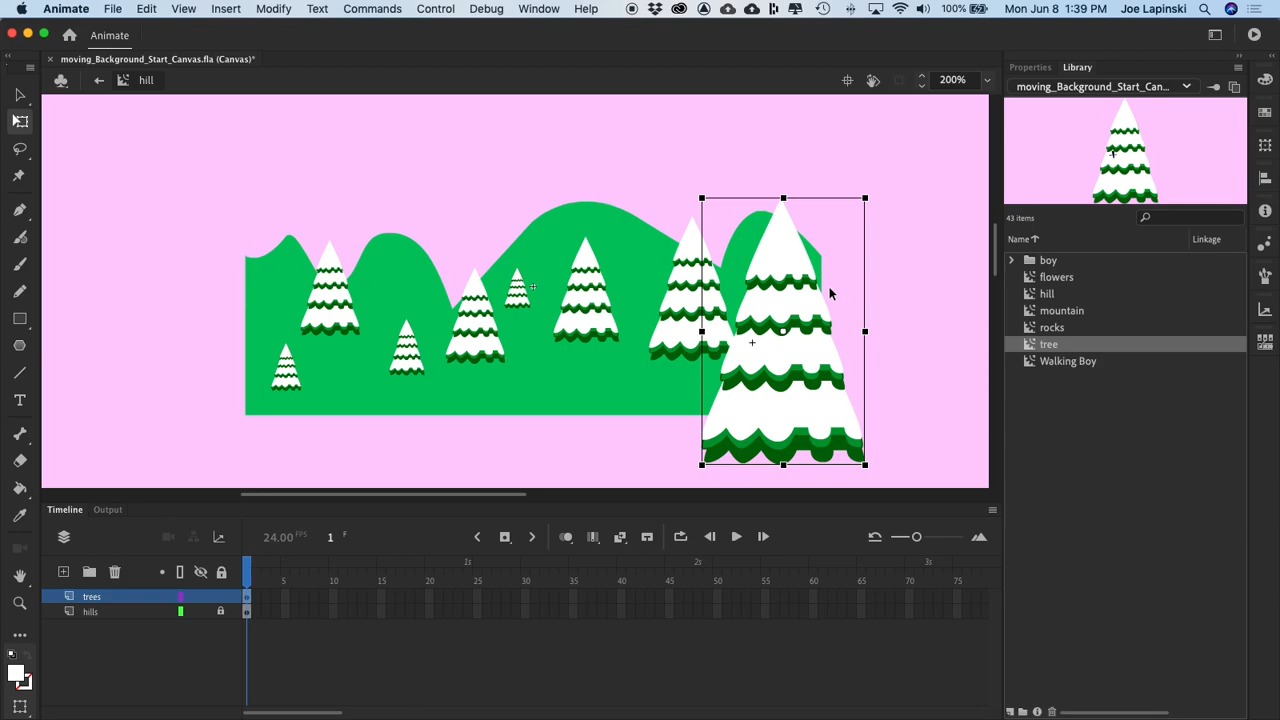 Animate File Edit View Insert Modify Text Commands Control Debug Window Help 100% Mon Jun 8 1:39 PM Joe Lapinski
Animate
moving_Background_Start_Canvas.fla (Canvas)*
hill 200%
Properties Library
moving_Background_Start_Can...
43 items
Name Linkage
boy
flowers
hill
mountain
rocks
tree
Walking Boy
Timeline Output
24.00 FPS 1 F
1s 2s 3s
5 10 15 20 25 30 35 40 45 50 55 60 65 70 75
trees
hills